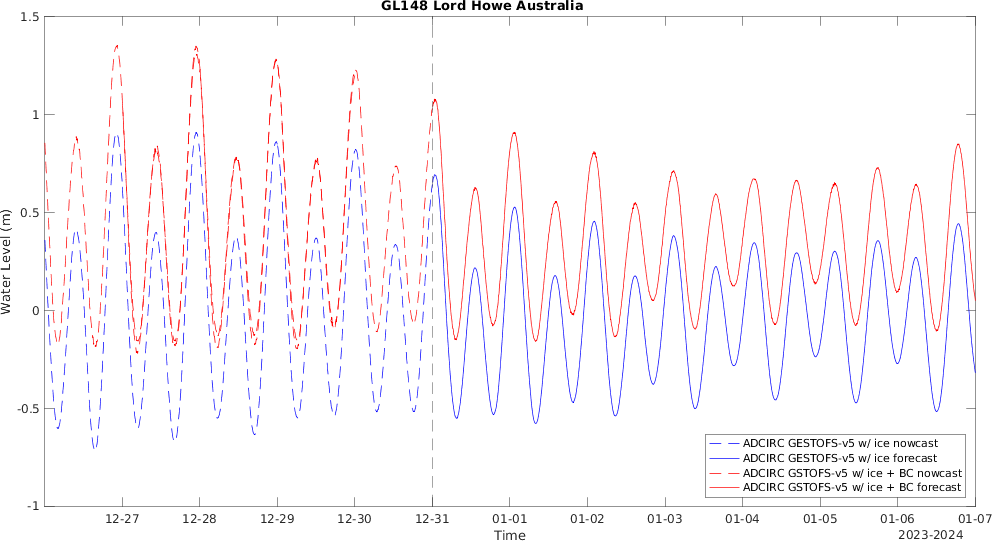 GL148 Lord Howe Australia
1.5
1
0.5
0
-0.5
-1
Water Level (m)
12-27 12-28 12-29 12-30 12-31 01-01 01-02 01-03 01-04 01-05 01-06 01-07
Time
2023-2024
ADCIRC GESTOFS-v5 w/ ice nowcast
ADCIRC GESTOFS-v5 w/ ice forecast
ADCIRC GSTOFS-v5 w/ ice + BC nowcast
ADCIRC GSTOFS-v5 w/ ice + BC forecast